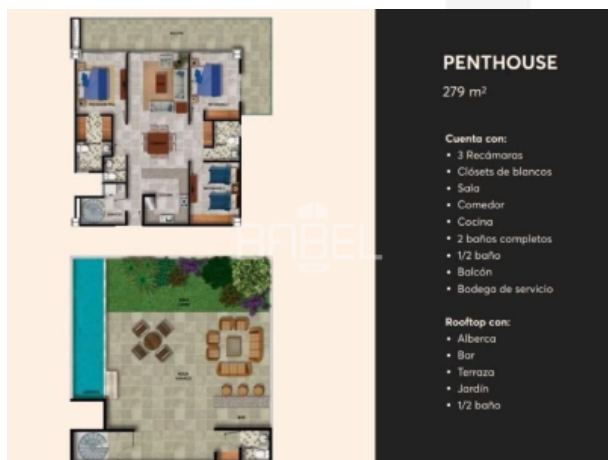 PENTHOUSE
279 m²
Cuenta con:
• 3 Recámaras
• Clósets de blancos
• Sala
• Comedor
• Cocina
• 2 baños completos
• 1/2 baño
• Balcón
• Bodega de servicio
Rooftop con:
• Alberca
• Bar
• Terraza
• Jardín
• 1/2 baño
BABEL
BAR